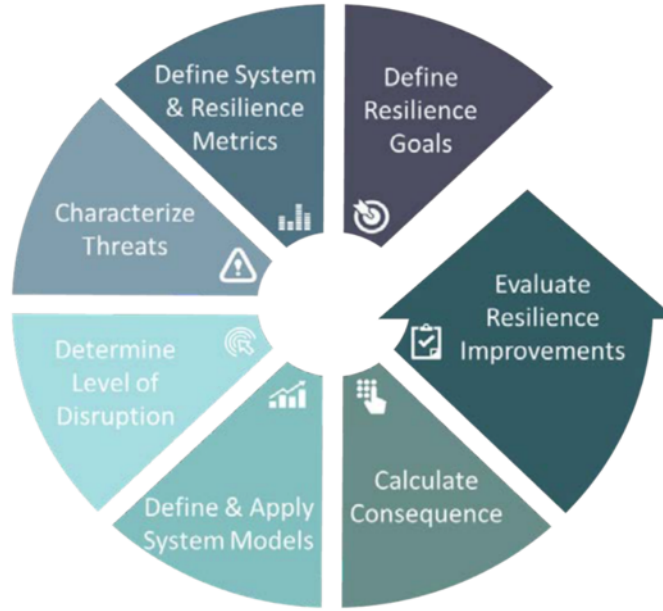 Define
Resilience
Goals
Define System
& Resilience
Metrics
Characterize
Threats
Determine
Level of
Disruption
Define & Apply
System Models
Calculate
Consequence
Evaluate
Resilience
Improvements